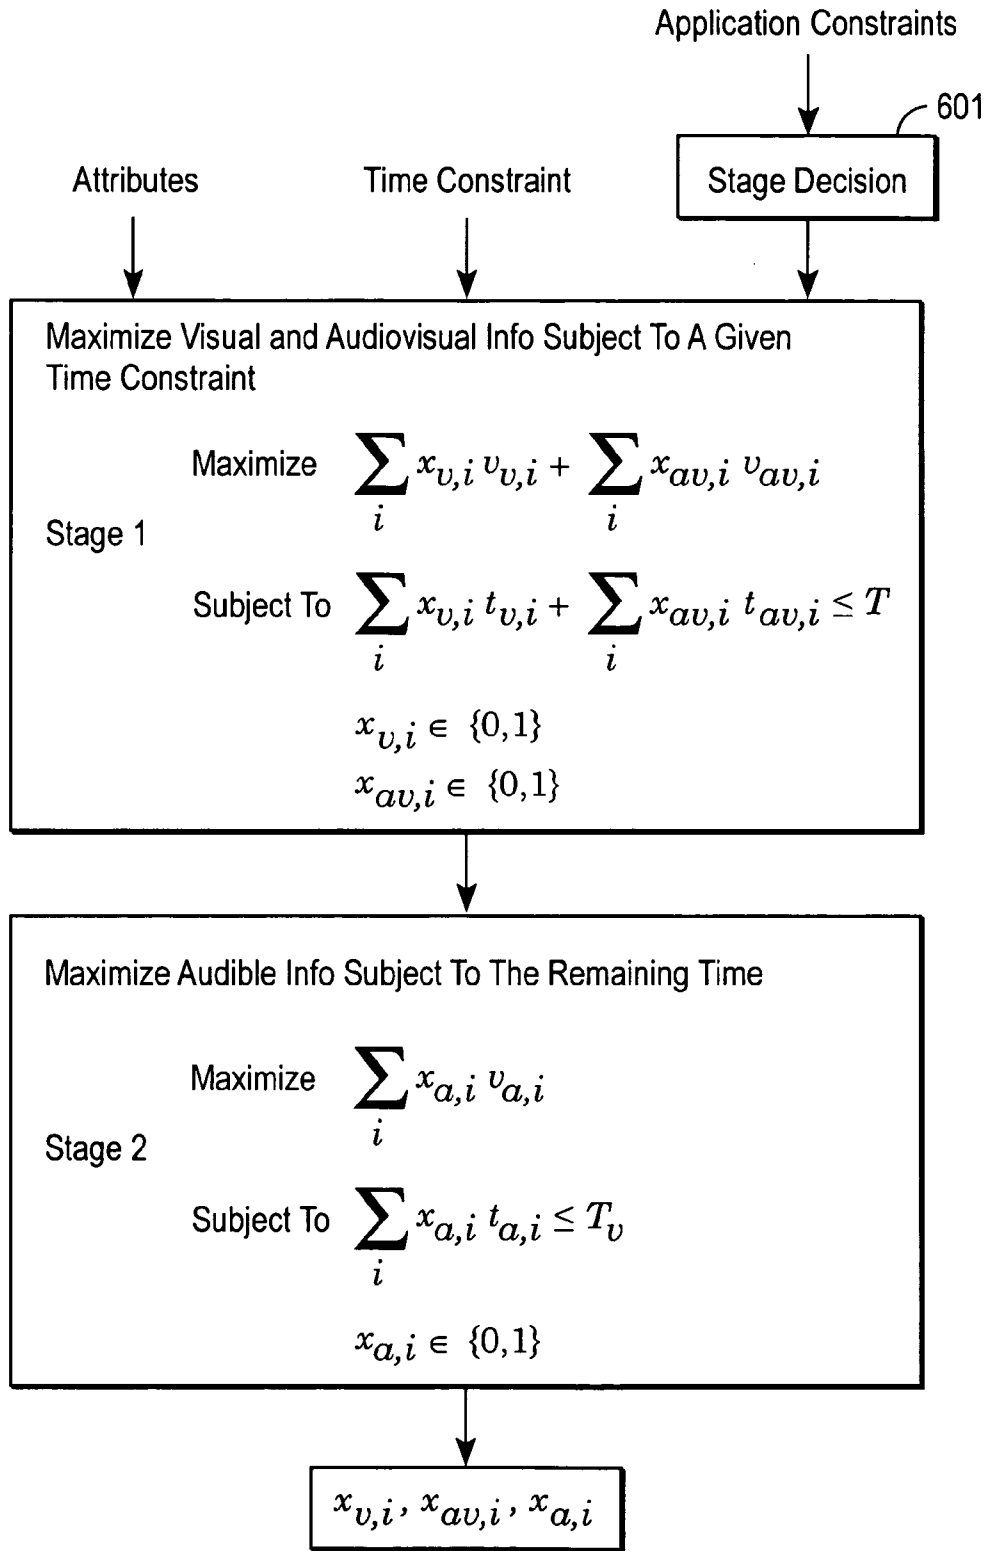 Application Constraints
601
Stage Decision
Attributes
Time Constraint
Maximize Visual and Audiovisual Info Subject To A Given
Time Constraint
Maximize ∑_i x_{v,i} v_{v,i} + ∑_i x_{av,i} v_{av,i}
Stage 1
Subject To ∑_i x_{v,i} t_{v,i} + ∑_i x_{av,i} t_{av,i} ≤ T
x_{v,i} ∈ {0,1}
x_{av,i} ∈ {0,1}
Maximize Audible Info Subject To The Remaining Time
Maximize ∑_i x_{a,i} v_{a,i}
Stage 2
Subject To ∑_i x_{a,i} t_{a,i} ≤ T_v
x_{a,i} ∈ {0,1}
x_{v,i}, x_{av,i}, x_{a,i}